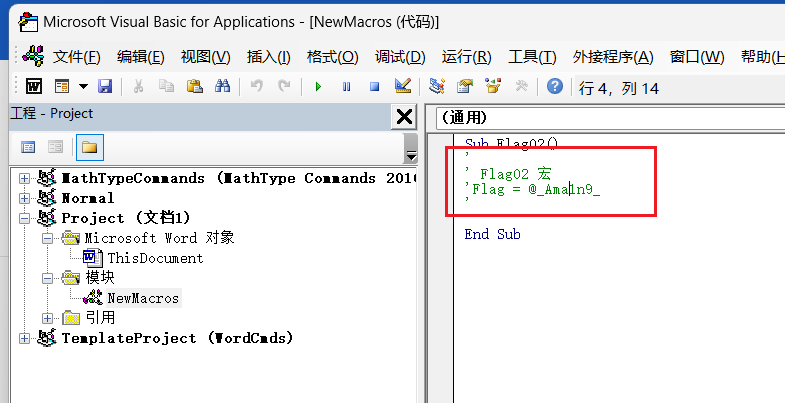 Microsoft Visual Basic for Applications - [NewMacros (代码)]
文件(F) 编辑(E) 视图(V) 插入(I) 格式(O) 调试(D) 运行(R) 工具(T) 外接程序(A) 窗口(W) 帮助(H
行 4，列 14
工程 - Project
(通用)
MathTypeCommands (MathType Commands 2016
Normal
Project (文档1)
Microsoft Word 对象
ThisDocument
模块
NewMacros
引用
TemplateProject (WordCmds)
Sub Flag02()
'
' Flag02 宏
'Flag = @_Ama1n9_
'
End Sub